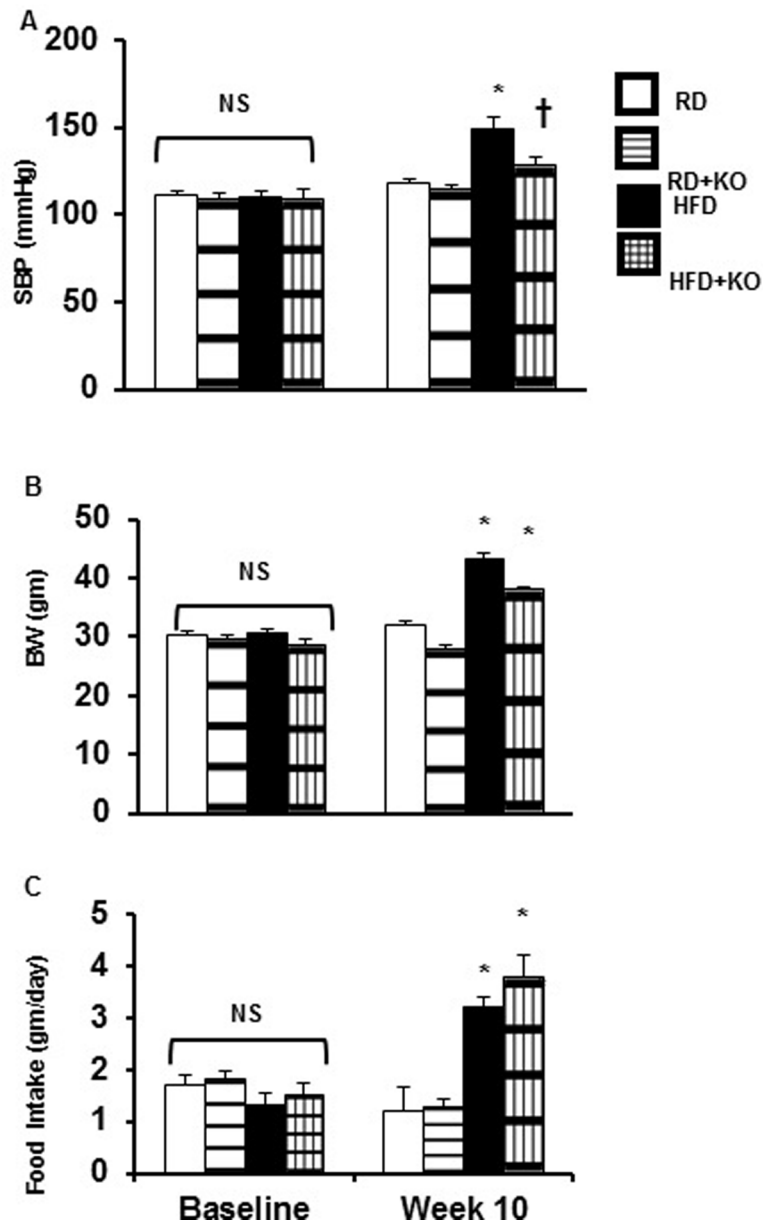 A
200
150
100
50
0
SBP (mmHg)
NS
*
†
RD
RD+KO
HFD
HFD+KO
B
50
40
30
20
10
0
BW (gm)
NS
*
*
C
5
4
3
2
1
0
Food Intake (gm/day)
NS
*
*
Baseline Week 10